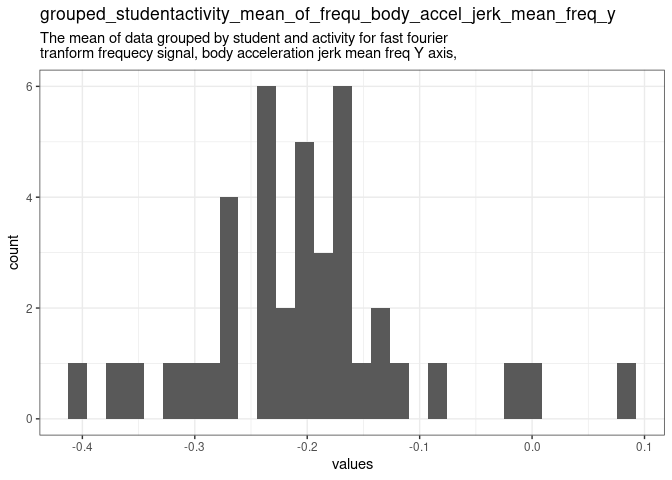 grouped_studentactivity_mean_of_frequ_body_accel_jerk_mean_freq_y
The mean of data grouped by student and activity for fast fourier
tranform frequecy signal, body acceleration jerk mean freq Y axis,
6
4
2
0
count
-0.4 -0.3 -0.2 -0.1 0.0 0.1
values